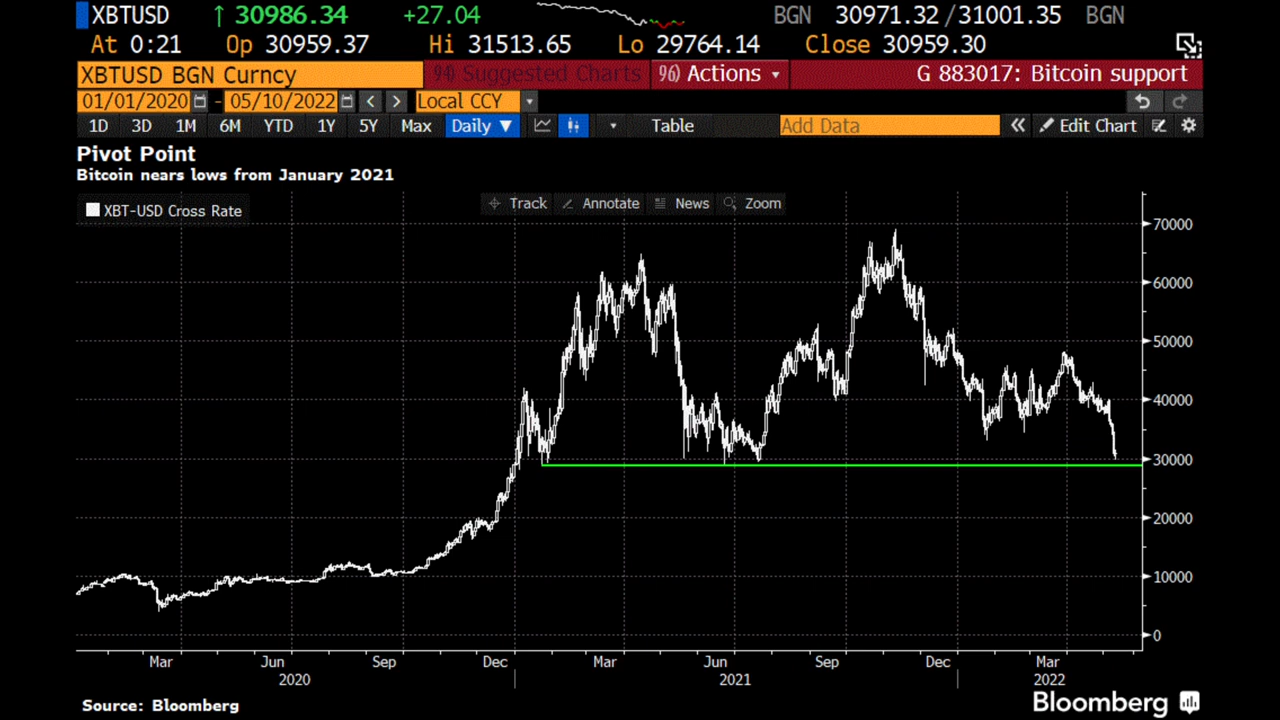 XBTUSD ↑ 30986.34 +27.04 BGN 30971.32 / 31001.35 BGN
At 0:21 Op 30959.37 Hi 31513.65 Lo 29764.14 Close 30959.30
XBTUSD BGN Curncy 94) Suggested Charts 96) Actions G 883017: Bitcoin support
01/01/2020 - 05/10/2022 < > Local CCY
1D 3D 1M 6M YTD 1Y 5Y Max Daily ▼ Table Add Data « Edit Chart
Pivot Point
Bitcoin nears lows from January 2021
XBT-USD Cross Rate
Track Annotate News Zoom
70000
60000
50000
40000
30000
20000
10000
0
Mar Jun Sep Dec Mar Jun Sep Dec Mar
2020 2021 2022
Source: Bloomberg
Bloomberg